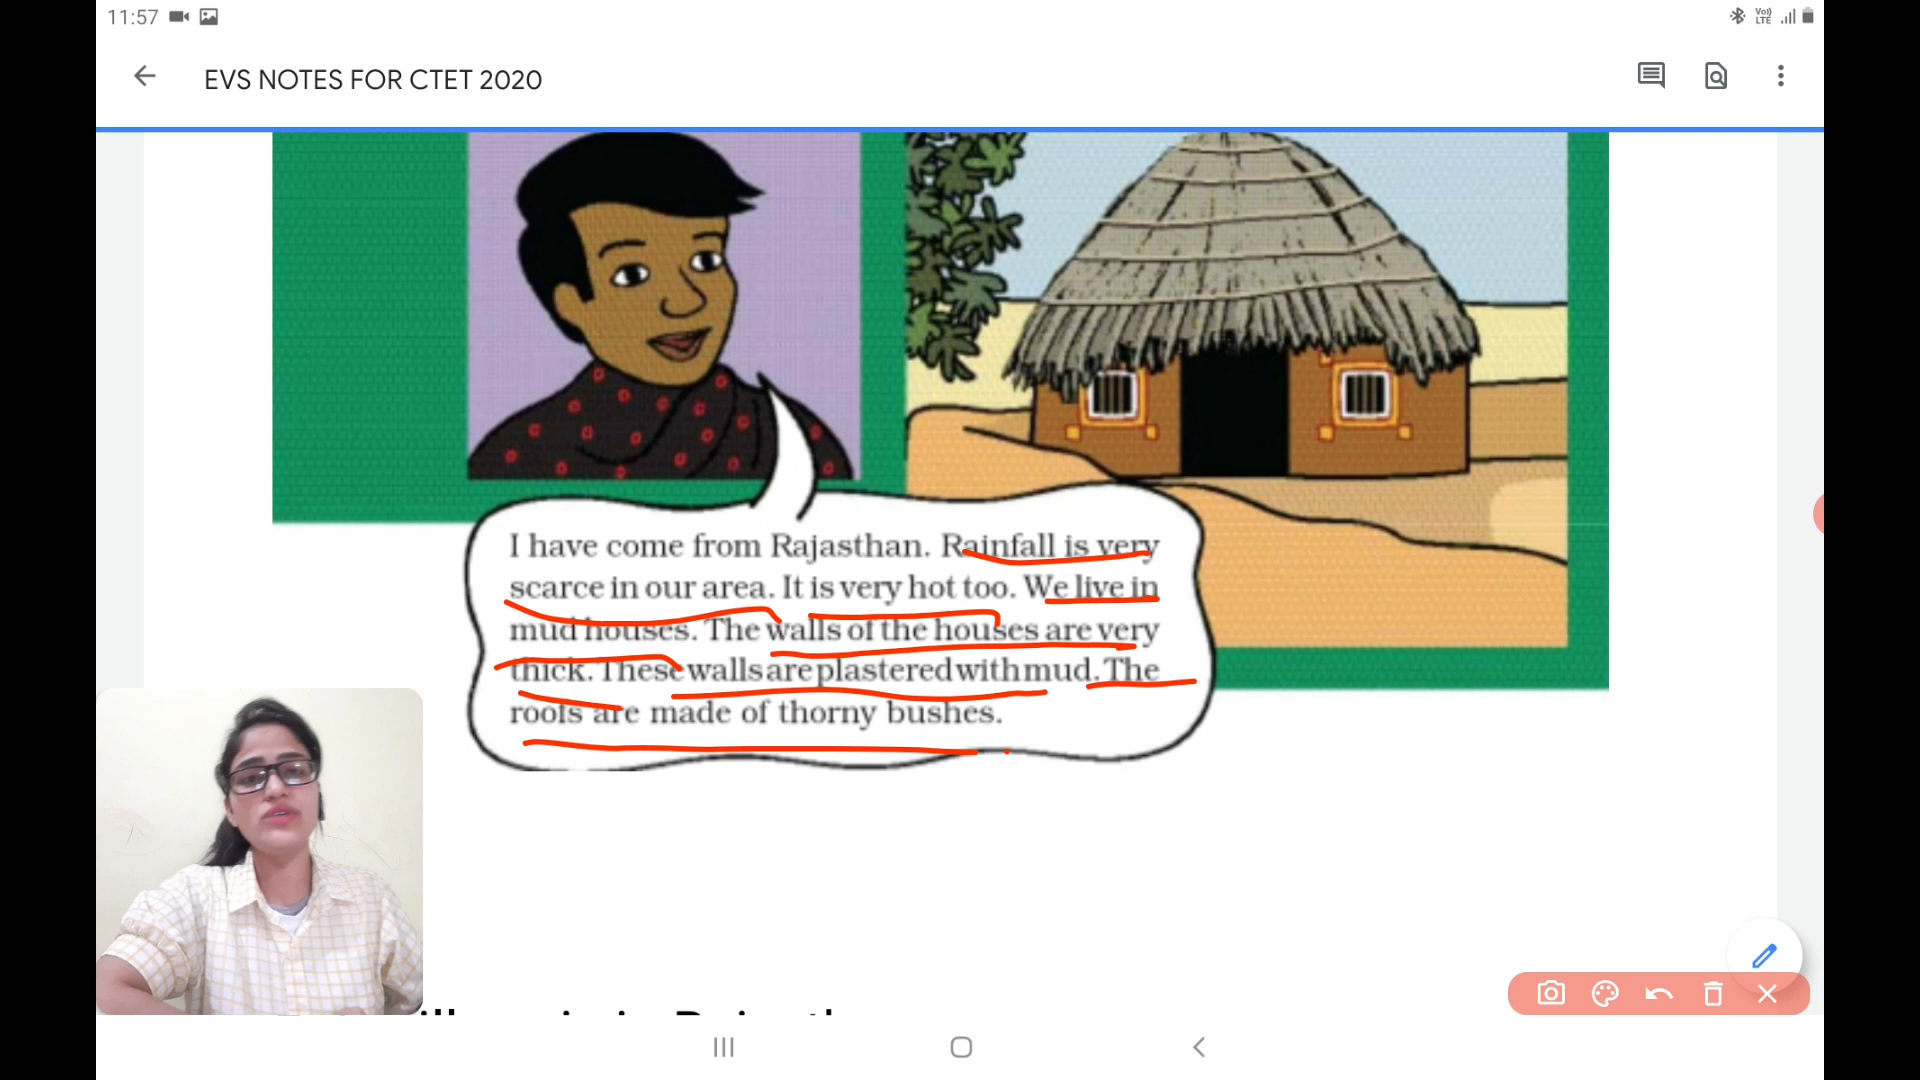 11:57
Vo)) LTE
EVS NOTES FOR CTET 2020
I have come from Rajasthan. Rainfall is very
scarce in our area. It is very hot too. We live in
mud houses. The walls of the houses are very
thick. These walls are plastered with mud. The
roofs are made of thorny bushes.